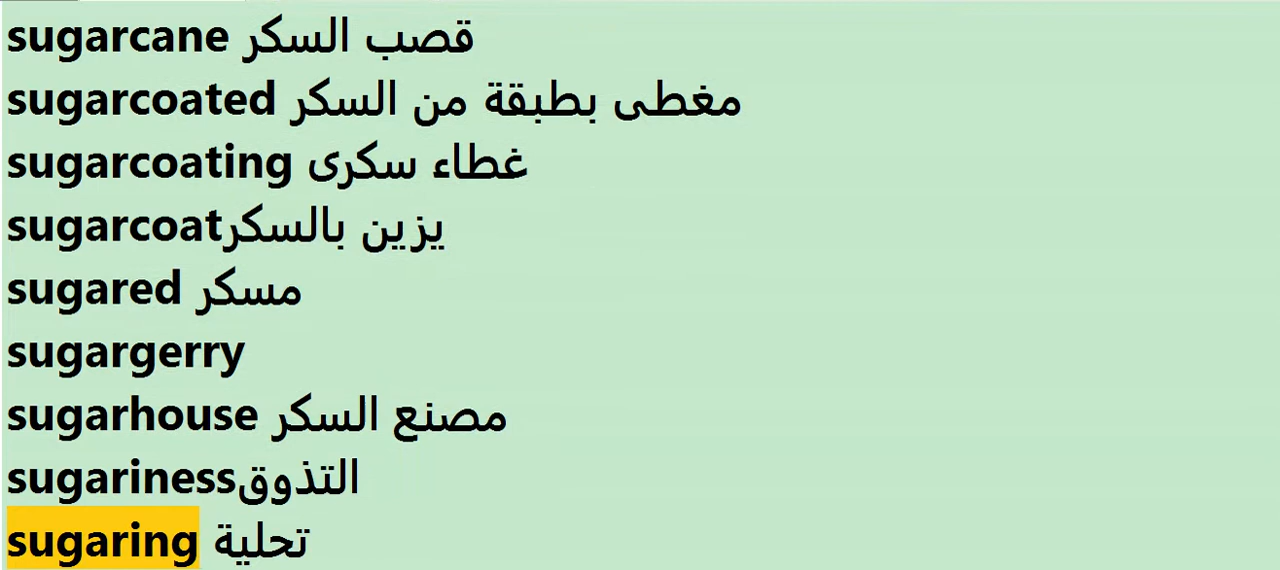 sugarcane قصب السكر
sugarcoated مغطى بطبقة من السكر
sugarcoating غطاء سكرى
sugarcoatيزين بالسكر
sugared مسكر
sugargerry
sugarhouse مصنع السكر
sugarinessالتذوق
sugaring تحلية